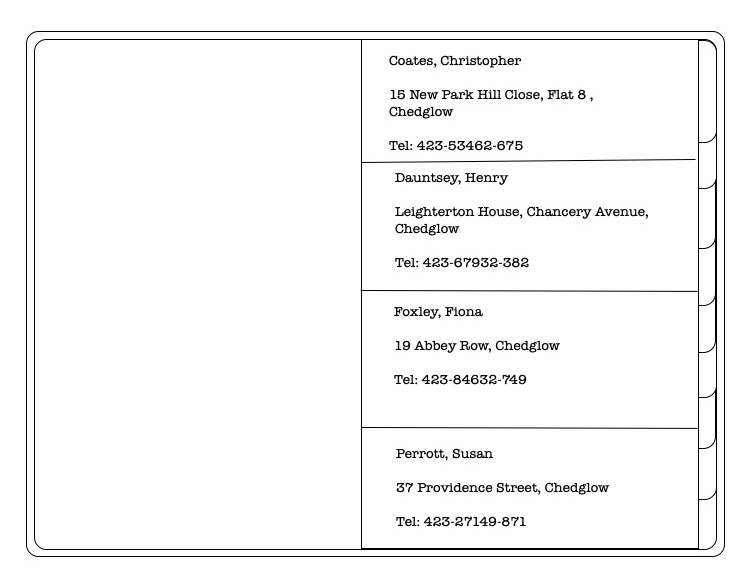 Coates, Christopher
15 New Park Hill Close, Flat 8 ,
Chedglow
Tel: 423-53462-675
Dauntsey, Henry
Leighterton House, Chancery Avenue,
Chedglow
Tel: 423-67932-382
Foxley, Fiona
19 Abbey Row, Chedglow
Tel: 423-84632-749
Perrott, Susan
37 Providence Street, Chedglow
Tel: 423-27149-871